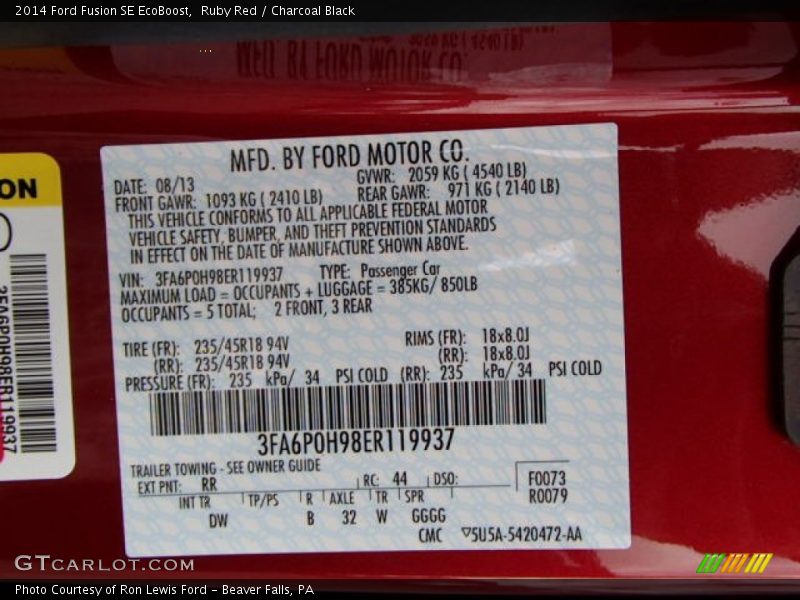 2014 Ford Fusion SE EcoBoost,  Ruby Red / Charcoal Black
MFD. BY FORD MOTOR CO.
ON
MFD. BY FORD MOTOR CO.
DATE: 08/13 GVWR: 2059 KG ( 4540 LB)
FRONT GAWR: 1093 KG ( 2410 LB) REAR GAWR: 971 KG ( 2140 LB)
THIS VEHICLE CONFORMS TO ALL APPLICABLE FEDERAL MOTOR
VEHICLE SAFETY, BUMPER, AND THEFT PREVENTION STANDARDS
IN EFFECT ON THE DATE OF MANUFACTURE SHOWN ABOVE.
VIN: 3FA6P0H98ER119937 TYPE: Passenger Car
MAXIMUM LOAD = OCCUPANTS + LUGGAGE = 385KG/ 850LB
OCCUPANTS = 5 TOTAL; 2 FRONT, 3 REAR
TIRE (FR): 235/45R18 94V RIMS (FR): 18x8.0J
(RR): 235/45R18 94V (RR): 18x8.0J
PRESSURE (FR): 235 kPa/ 34 PSI COLD (RR): 235 kPa/ 34 PSI COLD
3FA6P0H98ER119937
3FA6P0H98ER119937
TRAILER TOWING - SEE OWNER GUIDE
EXT PNT: RR RC: 44 DSO: F0073
INT TR TP/PS R AXLE TR SPR R0079
DW B 32 W GGGG
CMC ▽5U5A-5420472-AA
GTCARLOT.COM
Photo Courtesy of Ron Lewis Ford - Beaver Falls, PA